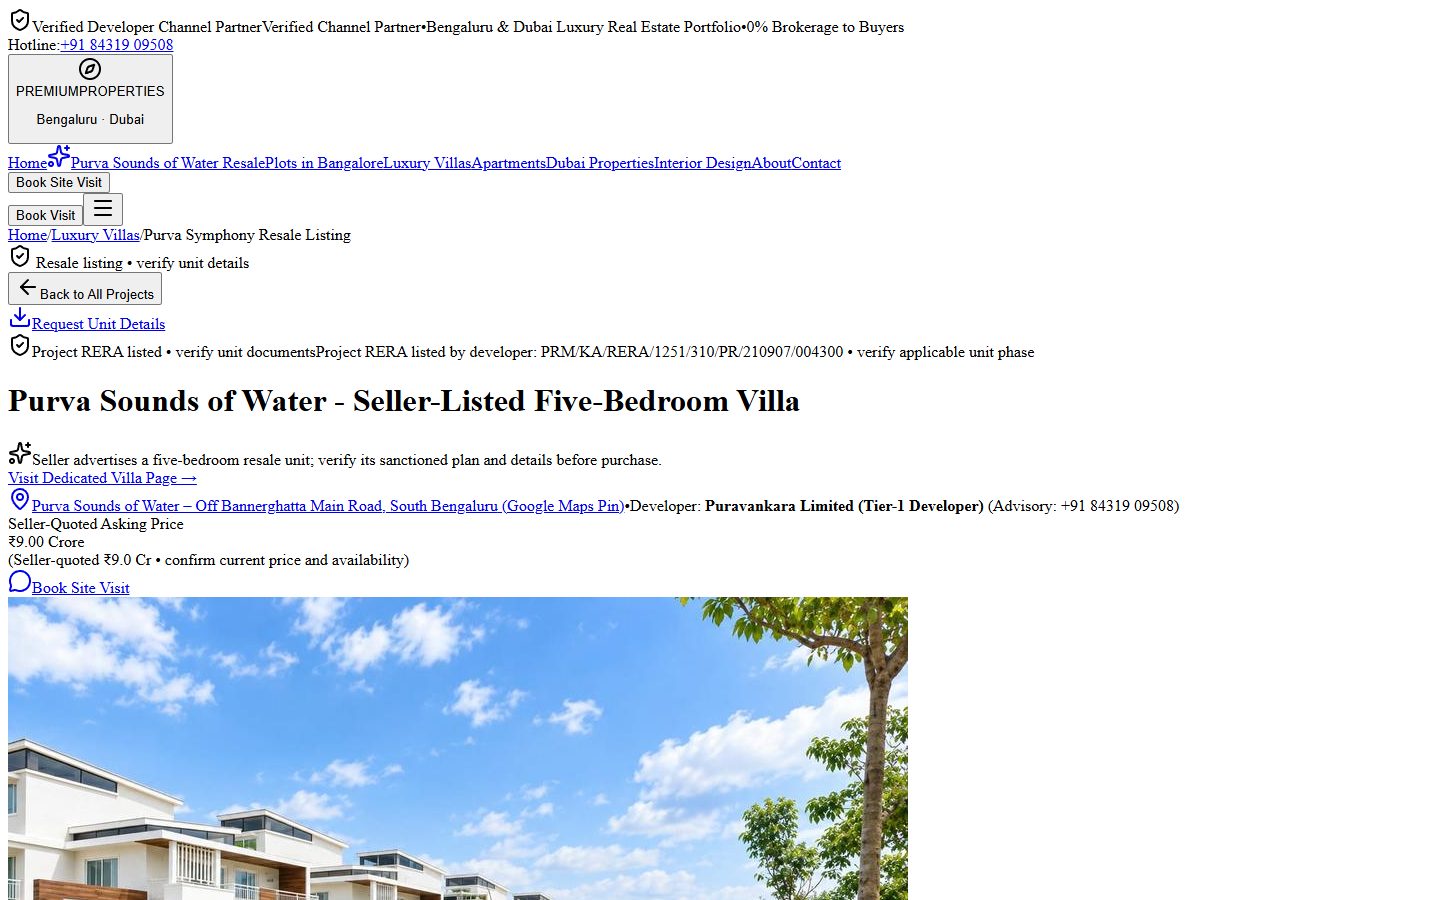 Verified Developer Channel PartnerVerified Channel Partner•Bengaluru & Dubai Luxury Real Estate Portfolio•0% Brokerage to Buyers
Hotline:+91 84319 09508
PREMIUMPROPERTIES
Bengaluru · Dubai
HomePurva Sounds of Water ResalePlots in BangaloreLuxury VillasApartmentsDubai PropertiesInterior DesignAboutContact
Book Site Visit
Book Visit
Home/Luxury Villas/Purva Symphony Resale Listing
Resale listing • verify unit details
Back to All Projects
Request Unit Details
Project RERA listed • verify unit documentsProject RERA listed by developer: PRM/KA/RERA/1251/310/PR/210907/004300 • verify applicable unit phase
Purva Sounds of Water - Seller-Listed Five-Bedroom Villa
Seller advertises a five-bedroom resale unit; verify its sanctioned plan and details before purchase.
Visit Dedicated Villa Page →
Purva Sounds of Water – Off Bannerghatta Main Road, South Bengaluru (Google Maps Pin)•Developer: Puravankara Limited (Tier-1 Developer) (Advisory: +91 84319 09508)
Seller-Quoted Asking Price
₹9.00 Crore
(Seller-quoted ₹9.0 Cr • confirm current price and availability)
Book Site Visit